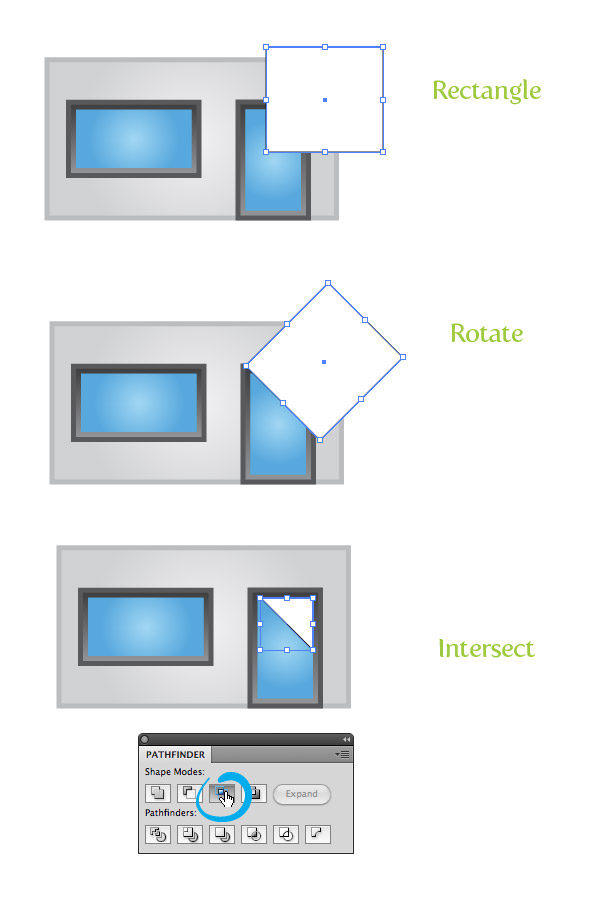 Rectangle
Rotate
Intersect
PATHFINDER
Shape Modes:
Expand
Pathfinders: